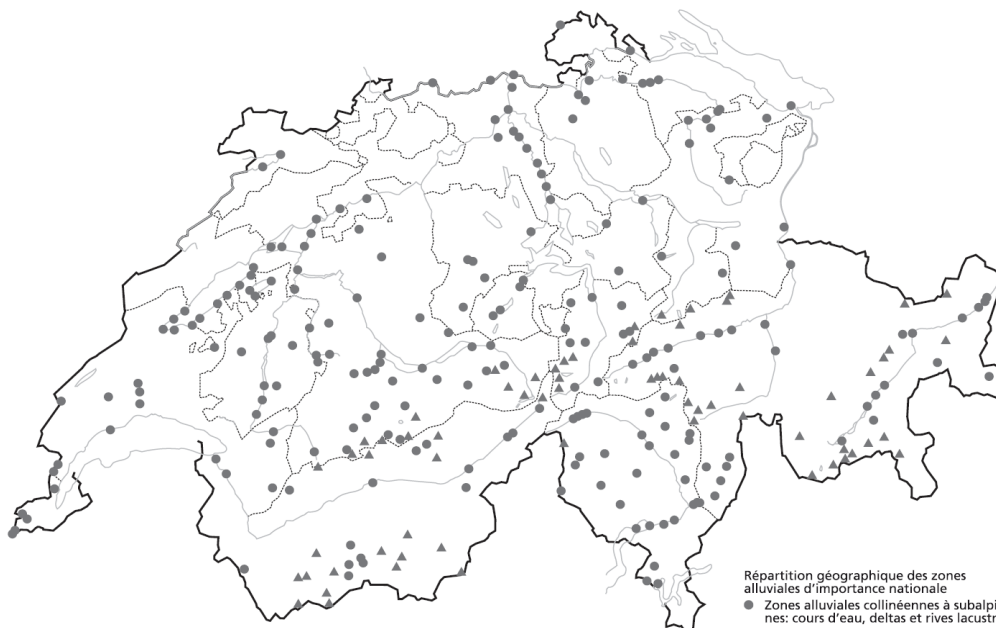 Répartition géographique des zones
alluviales d'importance nationale
Zones alluviales collinéennes à subalpi
nes: cours d'eau, deltas et rives lacustr